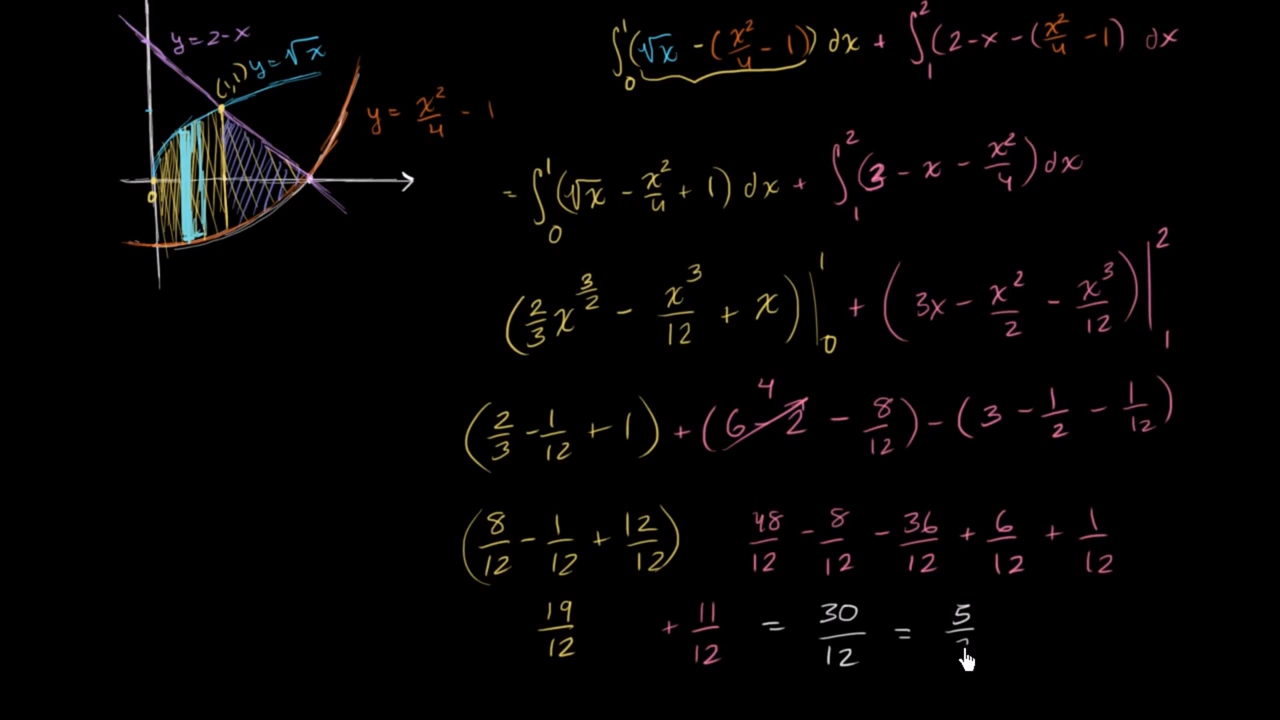 y = 2 - x
y = √x
(1,1)
y = x²/4 - 1
0
∫₀¹ (√x - (x²/4 - 1)) dx + ∫₁² (2 - x - (x²/4 - 1) dx
= ∫₀¹ (√x - x²/4 + 1) dx + ∫₁² (3 - x - x²/4) dx
(2/3 x^(3/2) - x³/12 + x) |₀¹ + (3x - x²/2 - x³/12) |₁²
4
(2/3 - 1/12 + 1) + (6 - 2 - 8/12) - (3 - 1/2 - 1/12)
(8/12 - 1/12 + 12/12) 48/12 - 8/12 - 36/12 + 6/12 + 1/12
19/12 + 11/12 = 30/12 = 5/